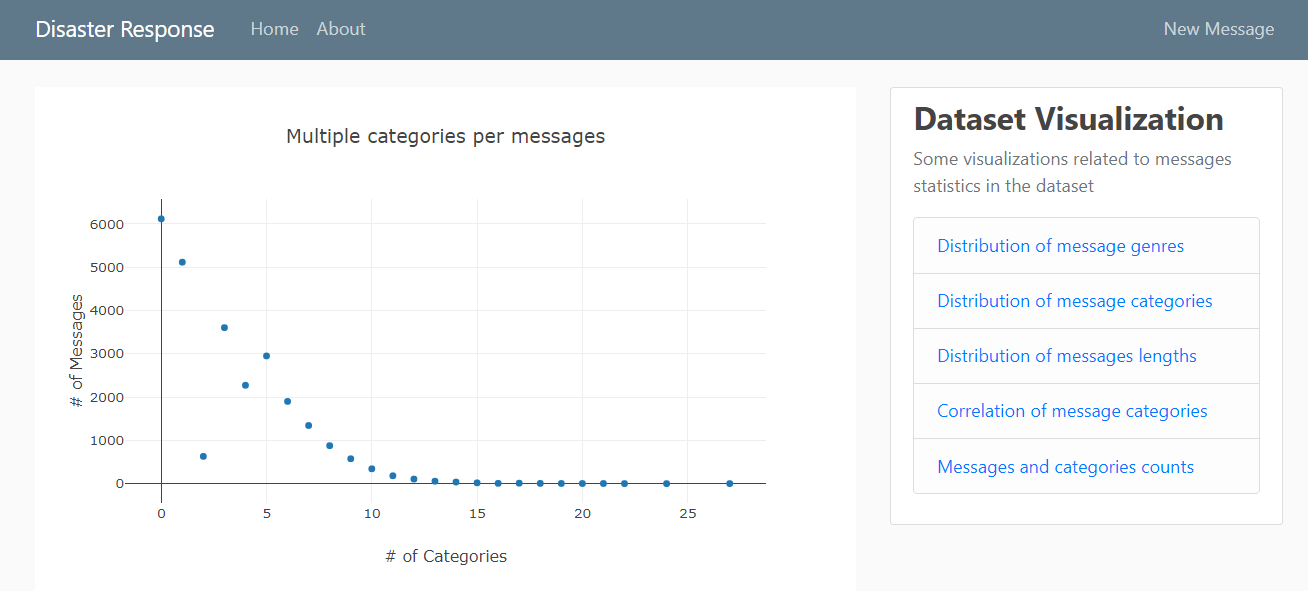 Disaster Response Home About New Message
Multiple categories per messages
# of Messages
6000
5000
4000
3000
2000
1000
0
0 5 10 15 20 25
# of Categories
Dataset Visualization
Some visualizations related to messages
statistics in the dataset
Distribution of message genres
Distribution of message categories
Distribution of messages lengths
Correlation of message categories
Messages and categories counts